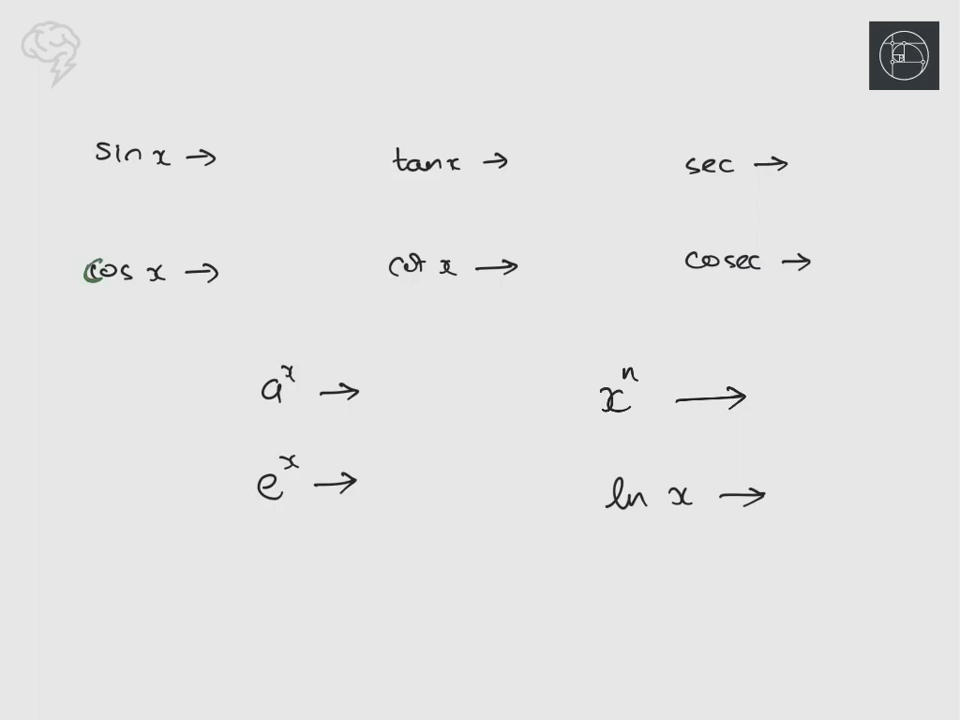 sin x → tan x → sec →
cos x → cot x → cosec →
a^x → x^n →
e^x → ln x →